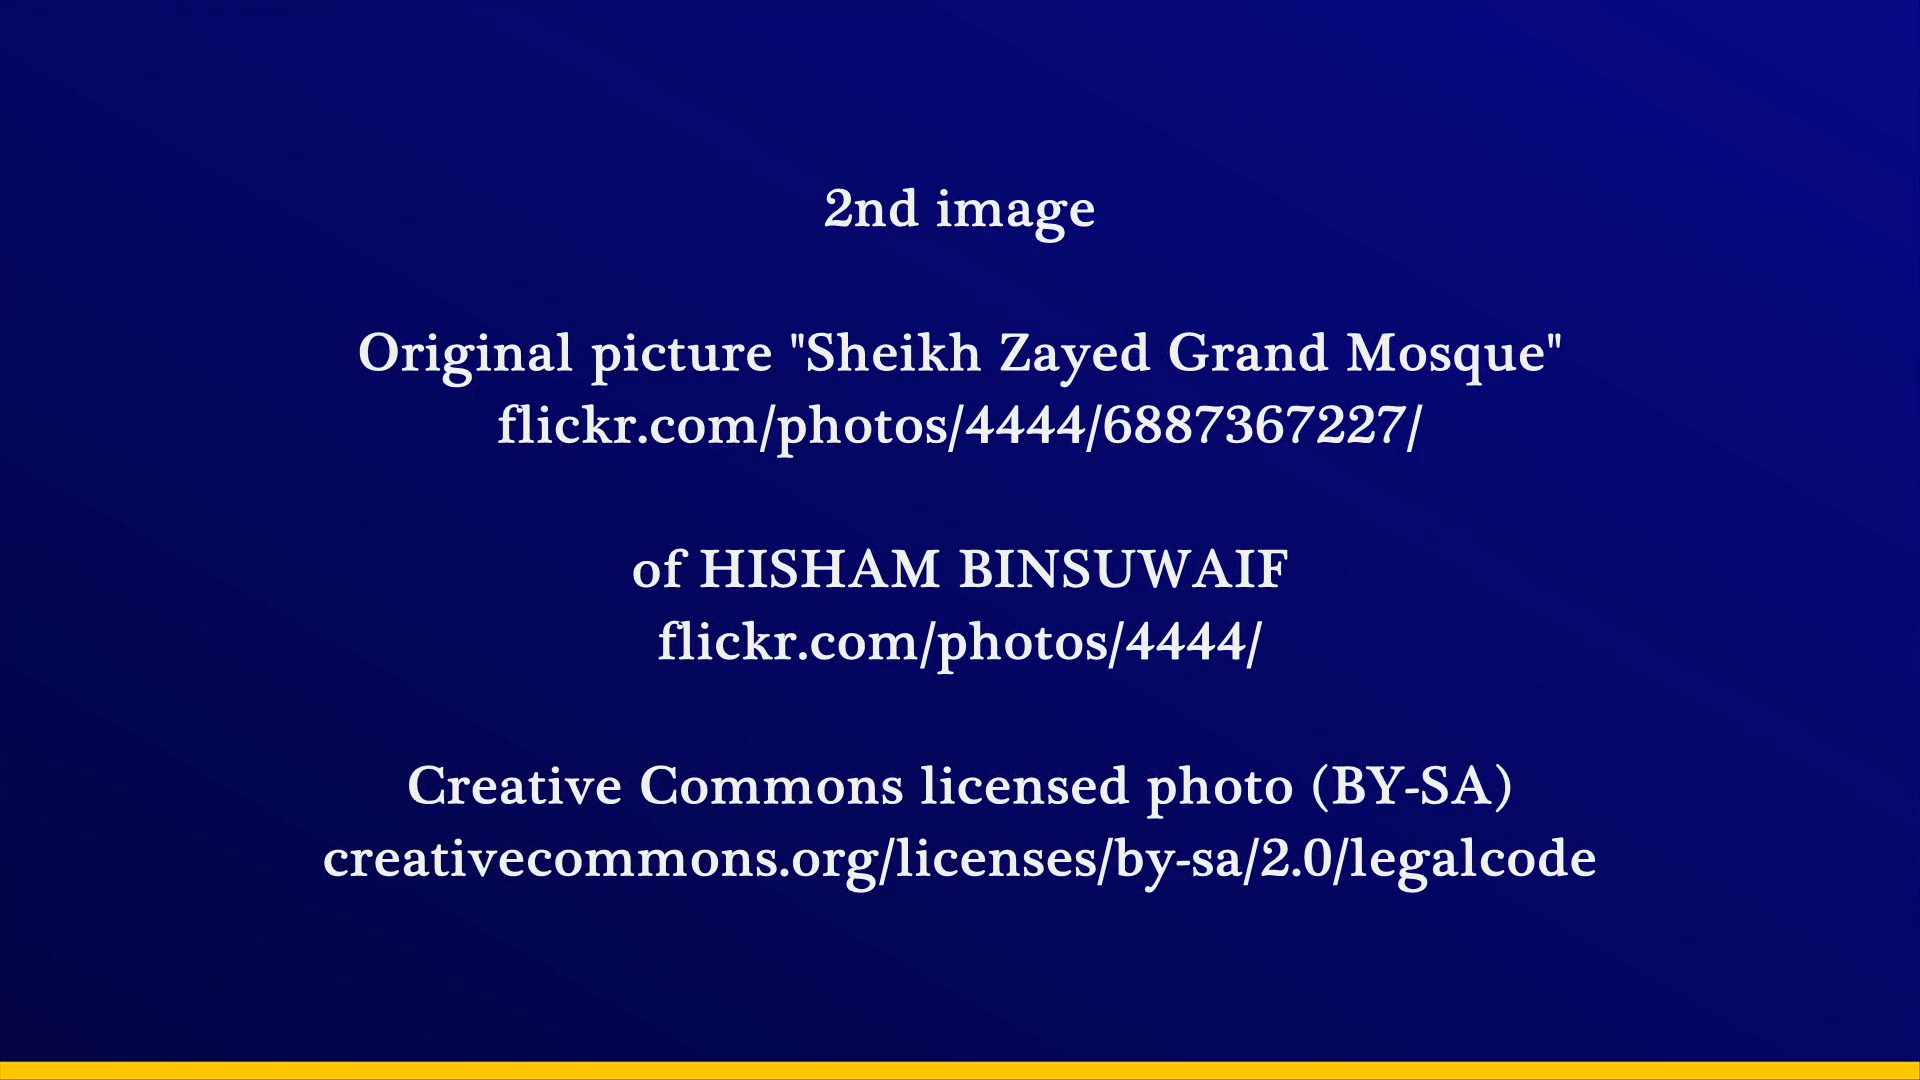 2nd image
Original picture "Sheikh Zayed Grand Mosque"
flickr.com/photos/4444/6887367227/
of HISHAM BINSUWAIF
flickr.com/photos/4444/
Creative Commons licensed photo (BY-SA)
creativecommons.org/licenses/by-sa/2.0/legalcode